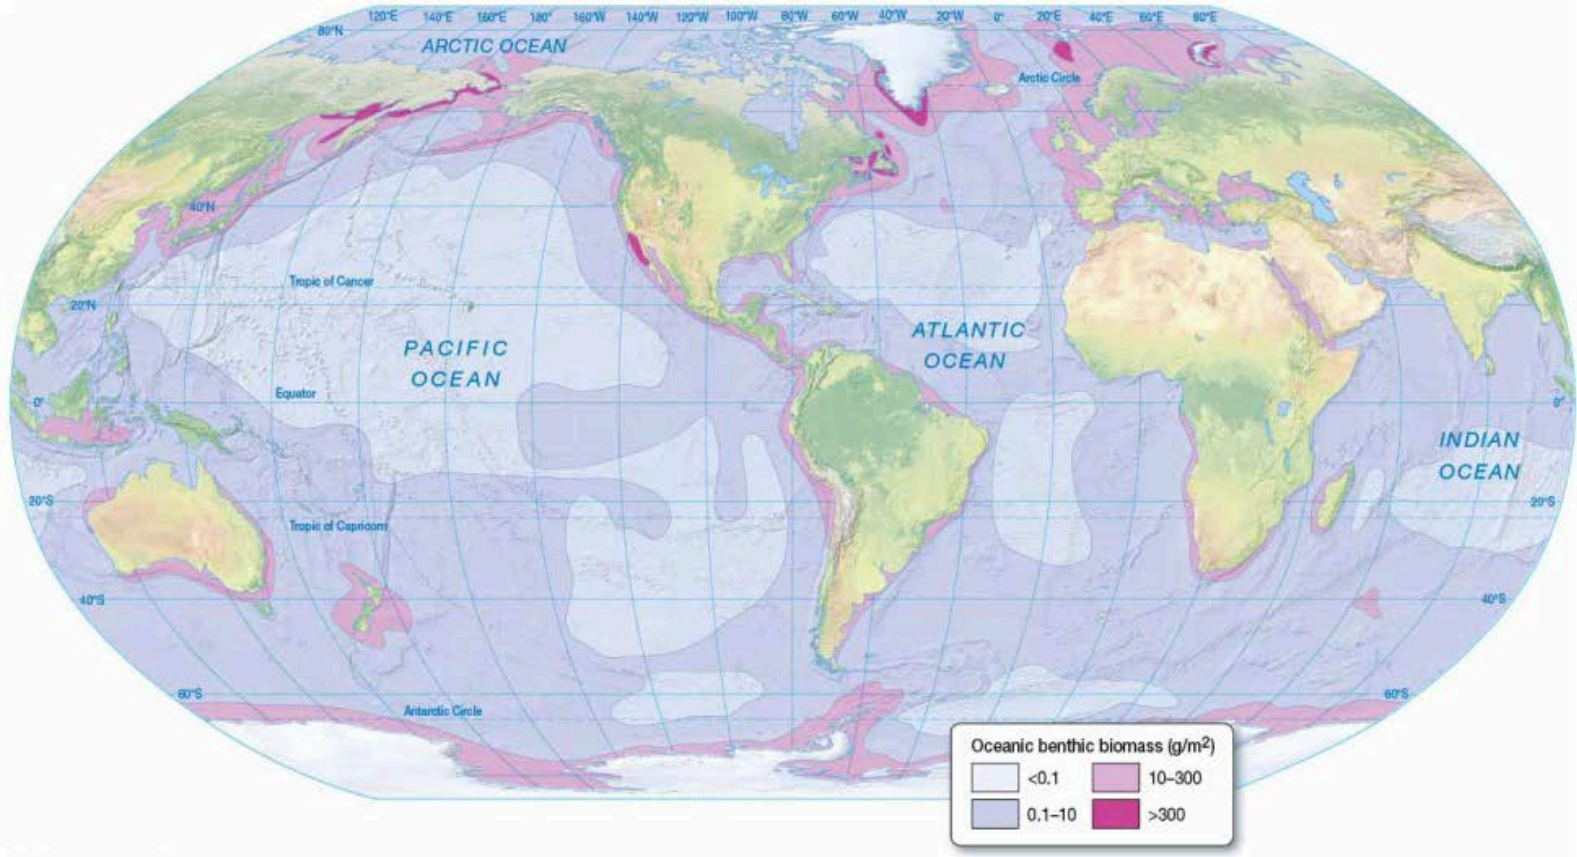 120°E 140°E 160°E 180° 160°W 140°W 120°W 100°W 80°W 60°W 40°W 20°W 0° 20°E 40°E 60°E 80°E
80°N
ARCTIC OCEAN
Arctic Circle
40°N
Tropic of Cancer
20°N
PACIFIC
OCEAN
ATLANTIC
OCEAN
Equator
0°
0°
INDIAN
OCEAN
20°S
20°S
Tropic of Capricorn
40°S
40°S
60°S
60°S
Antarctic Circle
Oceanic benthic biomass (g/m²)
<0.1
10–300
0.1–10
>300